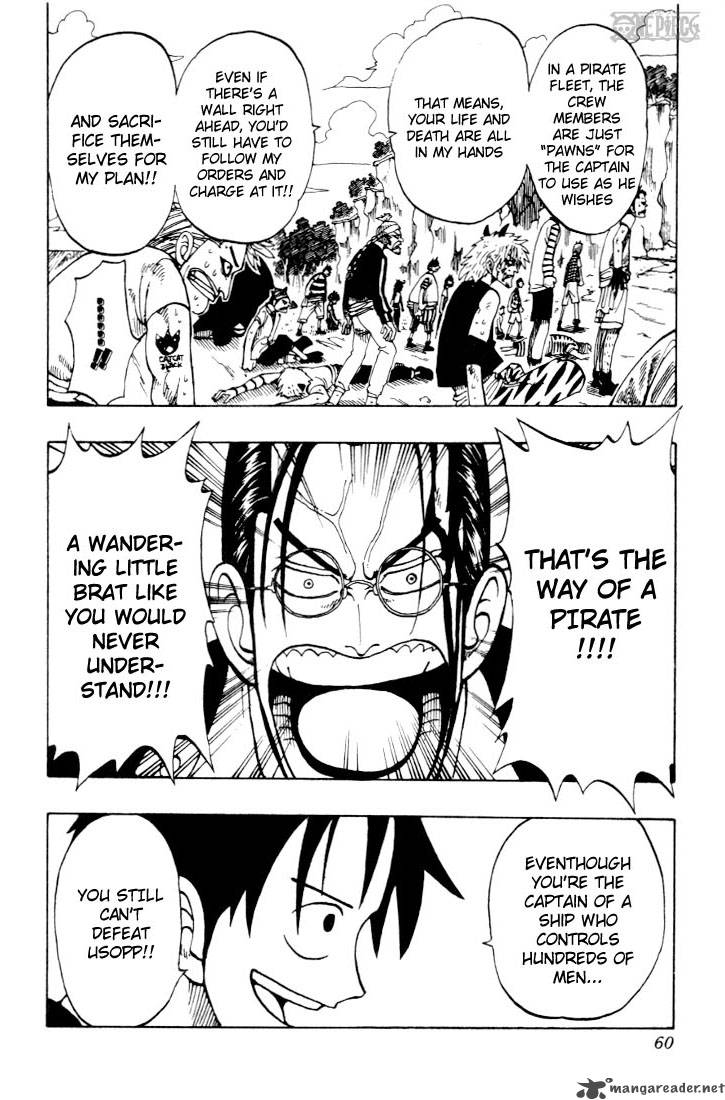 ONE PIECE
IN A PIRATE
FLEET, THE
CREW
MEMBERS
ARE JUST
"PAWNS" FOR
THE CAPTAIN
TO USE AS HE
WISHES
THAT MEANS,
YOUR LIFE AND
DEATH ARE ALL
IN MY HANDS
EVEN IF
THERE'S A
WALL RIGHT
AHEAD, YOU'D
STILL HAVE TO
FOLLOW MY
ORDERS AND
CHARGE AT IT!!
AND SACRI-
FICE THEM-
SELVES FOR
MY PLAN!!
......!!
CATCAT
BLACK
THAT'S THE
WAY OF A
PIRATE
!!!!
A WANDER-
ING LITTLE
BRAT LIKE
YOU WOULD
NEVER
UNDER-
STAND!!!
EVENTHOUGH
YOU'RE THE
CAPTAIN OF A
SHIP WHO
CONTROLS
HUNDREDS OF
MEN...
YOU STILL
CAN'T
DEFEAT
USOPP!!
60
mangareader.net